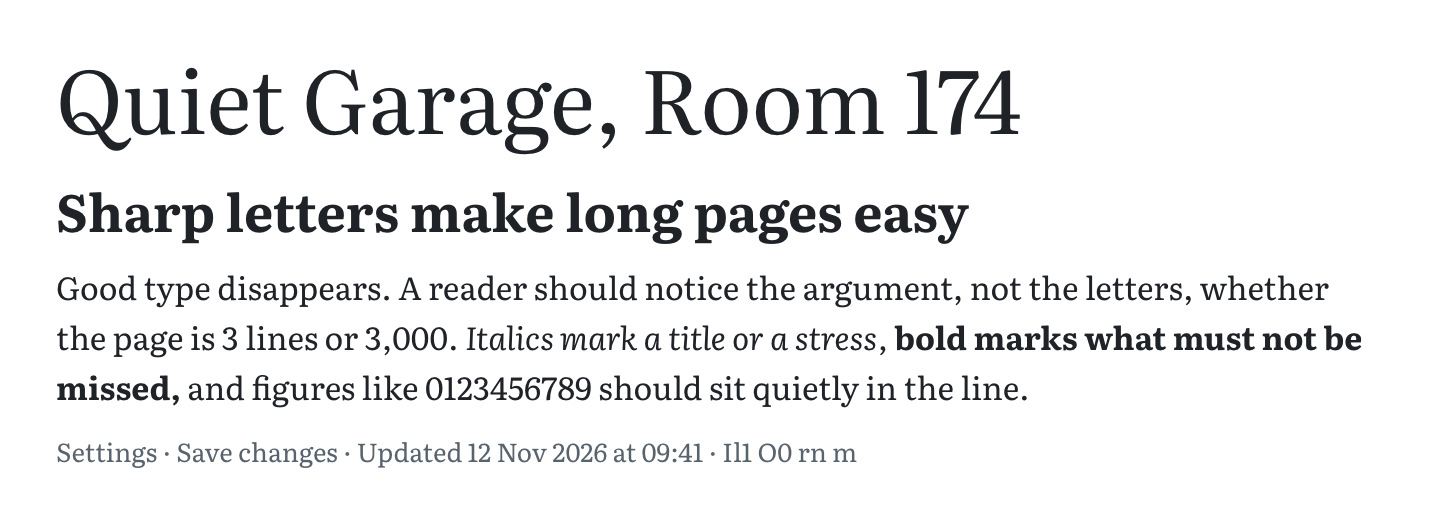 Quiet Garage, Room 174
Sharp letters make long pages easy
Good type disappears. A reader should notice the argument, not the letters, whether
the page is 3 lines or 3,000. Italics mark a title or a stress, bold marks what must not be
missed, and figures like 0123456789 should sit quietly in the line.
Settings · Save changes · Updated 12 Nov 2026 at 09:41 · Il1 O0 rn m